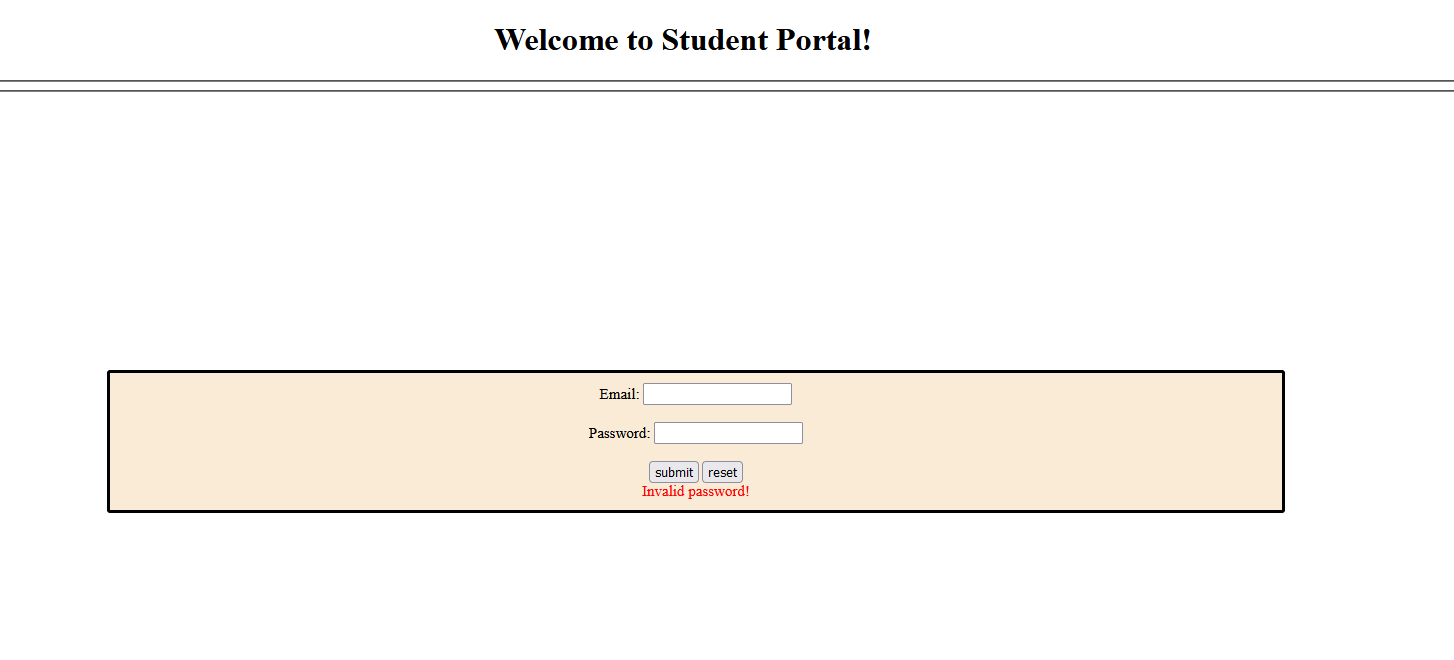 Welcome to Student Portal!
Email:
Password:
submit reset
Invalid password!